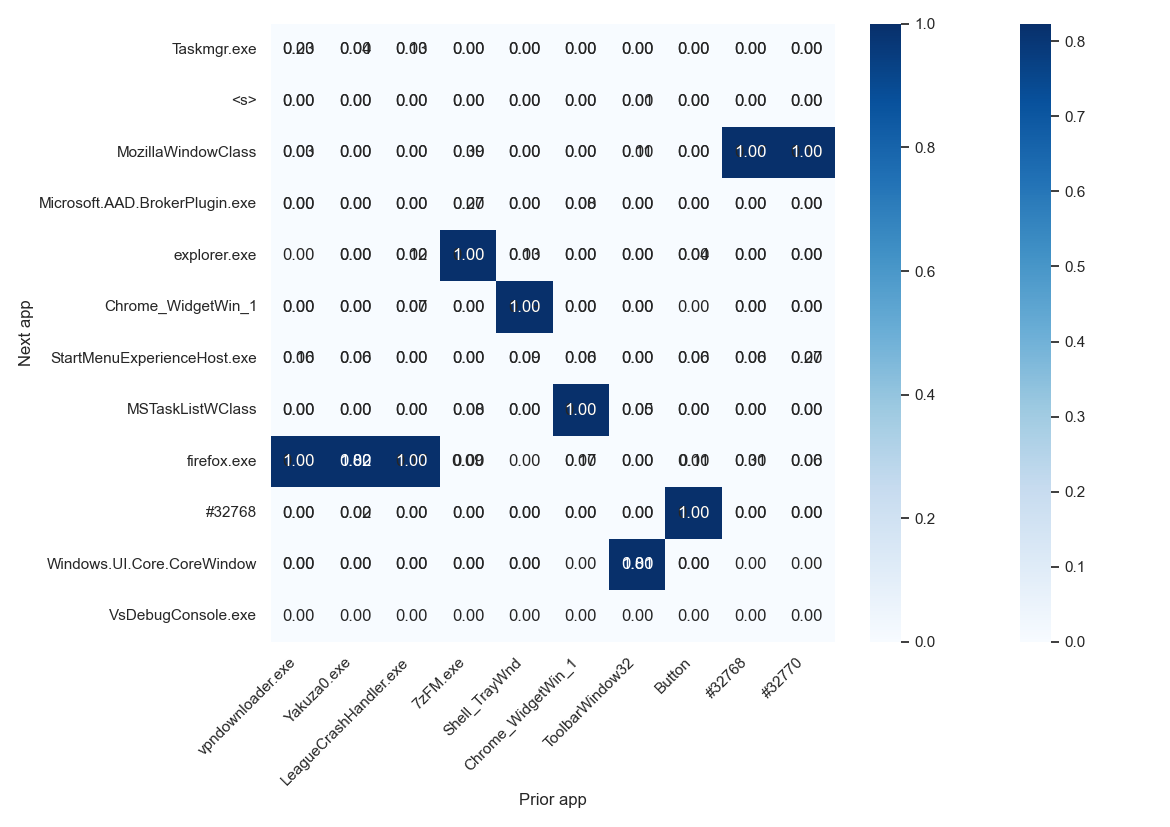 Taskmgr.exe 0.00 0.00 0.00 0.00 0.00
<s> 0.00 0.00 0.00 0.00 0.00 0.00 0.00 0.00 0.00
MozillaWindowClass 0.00 0.00 0.00 0.00 0.00 1.00 1.00
Microsoft.AAD.BrokerPlugin.exe 0.00 0.00 0.00 0.00 0.00 0.00 0.00 0.00
explorer.exe 0.00 0.00 1.00 0.00 0.00 0.00 0.00
Chrome_WidgetWin_1 0.00 0.00 0.00 1.00 0.00 0.00 0.00 0.00 0.00
StartMenuExperienceHost.exe 0.00 0.00 0.00
MSTaskListWClass 0.00 0.00 0.00 0.00 1.00 0.00 0.00 0.00
firefox.exe 1.00 1.00 0.00 0.00
#32768 0.00 0.00 0.00 0.00 0.00 0.00 1.00 0.00 0.00
Windows.UI.Core.CoreWindow 0.00 0.00 0.00 0.00 0.00 0.00 0.00 0.00 0.00
VsDebugConsole.exe 0.00 0.00 0.00 0.00 0.00 0.00 0.00 0.00 0.00 0.00
Next app
vpndownloader.exe
Yakuza0.exe
LeagueCrashHandler.exe
7zFM.exe
Shell_TrayWnd
Chrome_WidgetWin_1
ToolbarWindow32
Button
#32768
#32770
Prior app
1.0
0.8
0.6
0.4
0.2
0.0
0.8
0.7
0.6
0.5
0.4
0.3
0.2
0.1
0.0